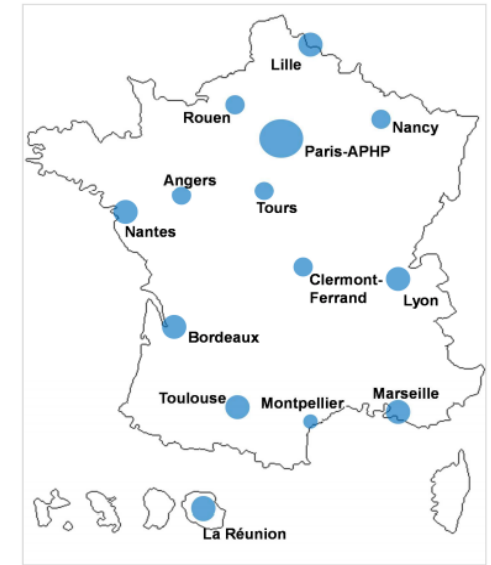 Lille
Rouen
Nancy
Paris-APHP
Angers
Tours
Nantes
Clermont-
Ferrand
Lyon
Bordeaux
Toulouse
Montpellier
Marseille
La Réunion